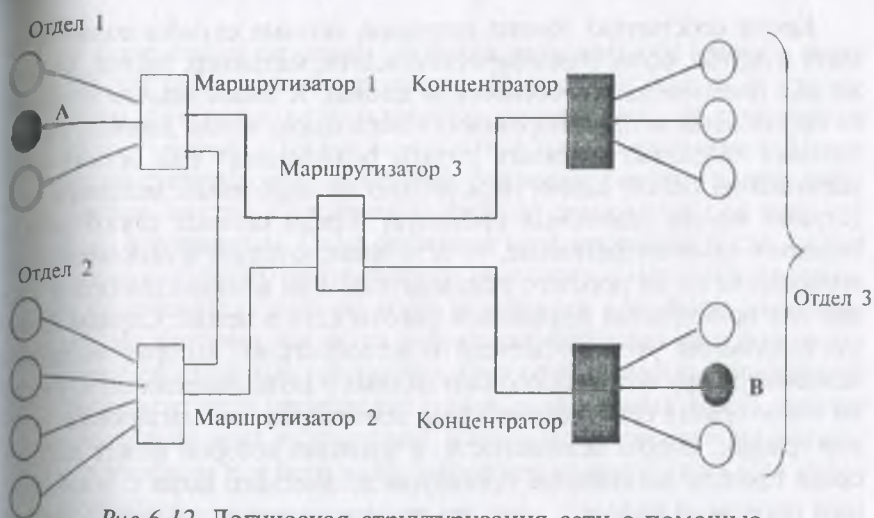 Отдел 1
Маршрутизатор 1
Концентратор
A
Маршрутизатор 3
Отдел 2
Отдел 3
B
Маршрутизатор 2
Концентратор
Рис.6.12. Логическая структуризация сети с помощью